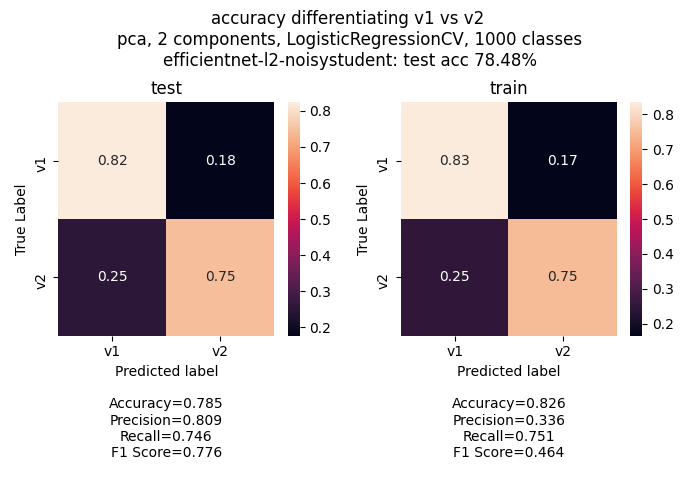 accuracy differentiating v1 vs v2
pca, 2 components, LogisticRegressionCV, 1000 classes
efficientnet-l2-noisystudent: test acc 78.48%
test
True Label
v1
v2
0.82
0.18
0.25
0.75
v1
v2
Predicted label
0.8
0.7
0.6
0.5
0.4
0.3
0.2
Accuracy=0.785
Precision=0.809
Recall=0.746
F1 Score=0.776
train
True Label
v1
v2
0.83
0.17
0.25
0.75
v1
v2
Predicted label
0.8
0.7
0.6
0.5
0.4
0.3
0.2
Accuracy=0.826
Precision=0.336
Recall=0.751
F1 Score=0.464